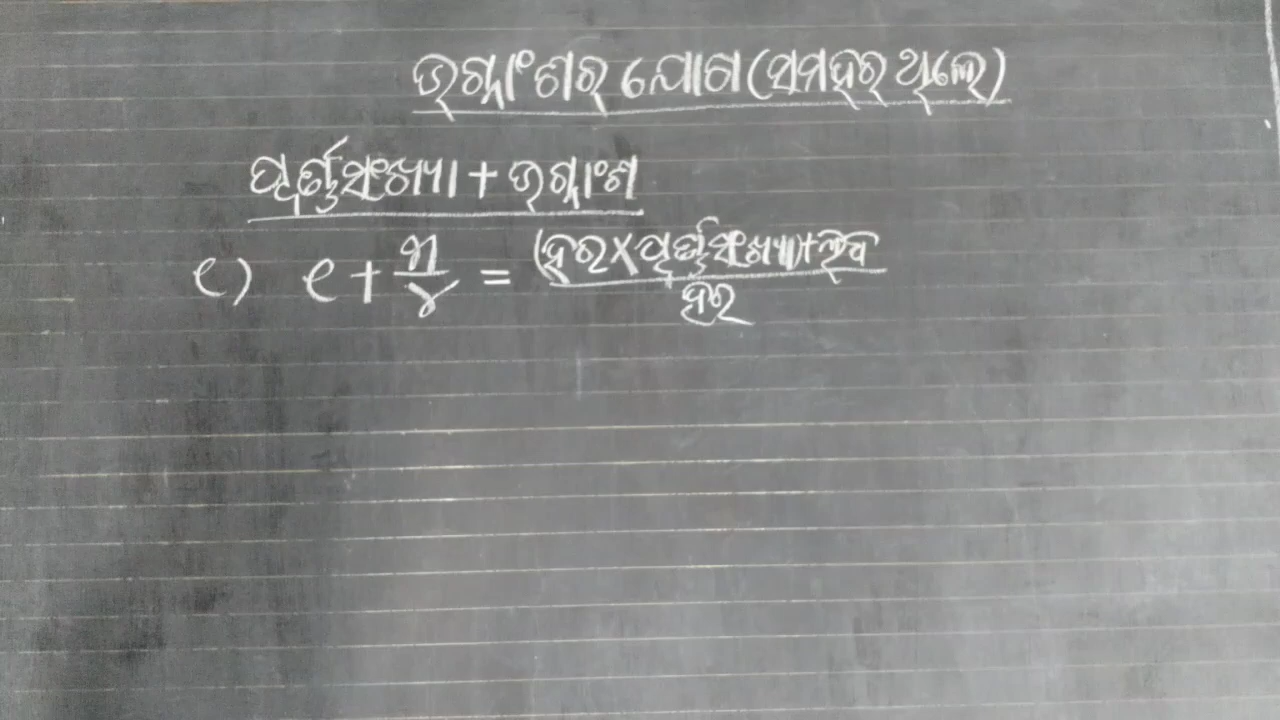 ଭଗ୍ନାଂଶର ଯୋଗ (ସମହର ଥିଲେ)
ପୂର୍ଣ୍ଣସଂଖ୍ୟା + ଭଗ୍ନାଂଶ
୧) ୧ + ୩/୪ = (ହର X ପୂର୍ଣ୍ଣସଂଖ୍ୟା) + ଲବ / ହର